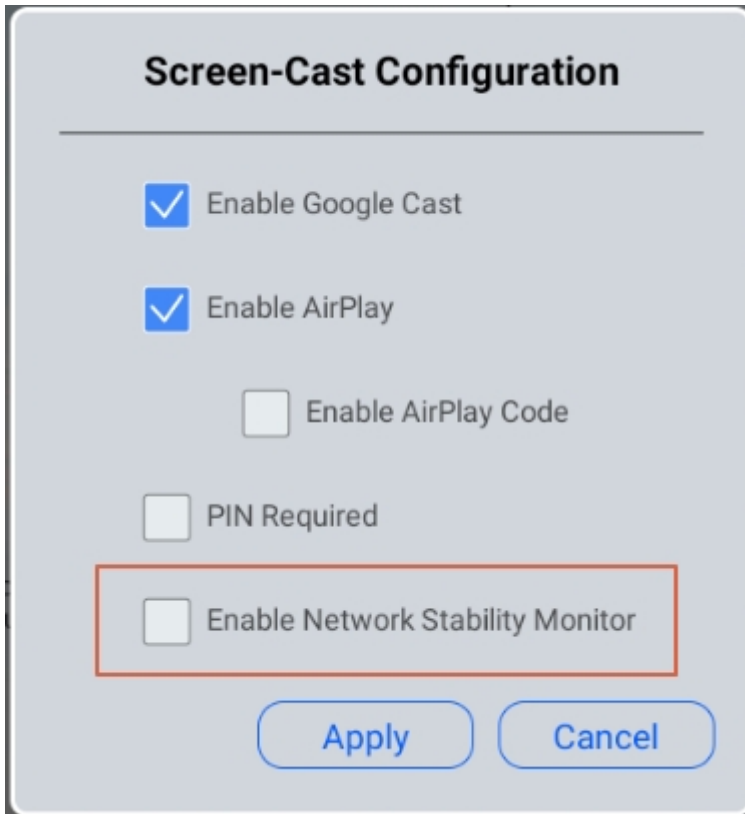 Screen-Cast Configuration
Enable Google Cast
Enable AirPlay
Enable AirPlay Code
PIN Required
Enable Network Stability Monitor
Apply
Cancel